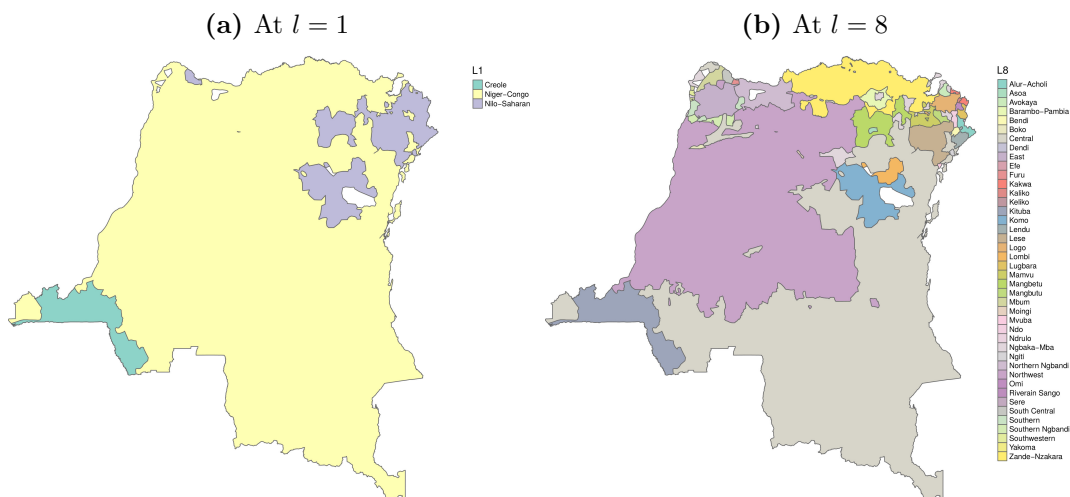 (a) At l = 1
(b) At l = 8
L1
Creole
Niger−Congo
Nilo−Saharan
L8
Alur−Acholi
Asoa
Avokaya
Barambo−Pambia
Bendi
Boko
Central
Dendi
East
Efe
Furu
Kakwa
Kaliko
Keliko
Kituba
Komo
Lendu
Lese
Logo
Lombi
Lugbara
Mamvu
Mangbetu
Mangbutu
Mbum
Moingi
Mvuba
Ndo
Ndrulo
Ngbaka−Mba
Ngiti
Northern Ngbandi
Northwest
Omi
Riverain Sango
Sere
South Central
Southern
Southern Ngbandi
Southwestern
Yakoma
Zande−Nzakara